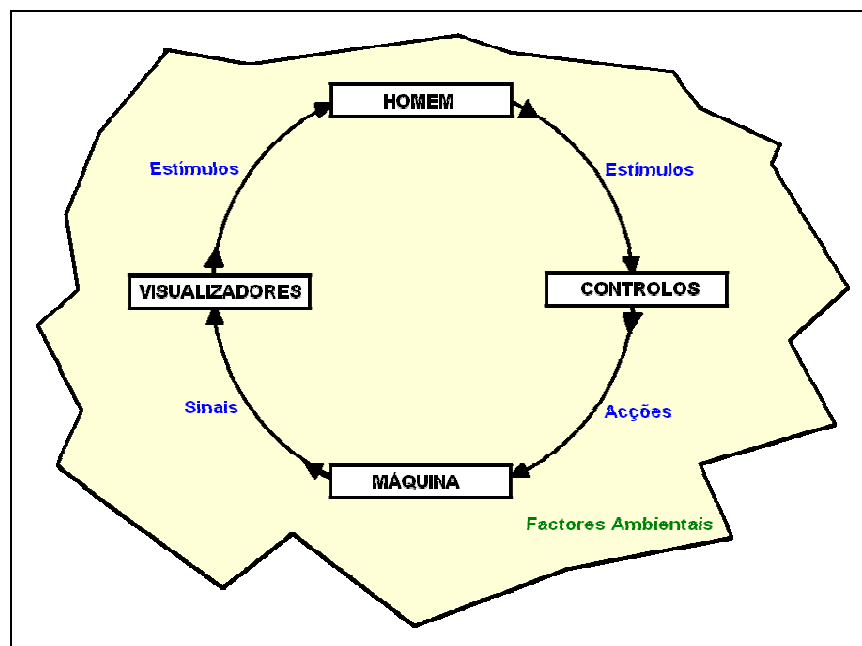 HOMEM
Estímulos
Estímulos
VISUALIZADORES
CONTROLOS
Sinais
Acções
MÁQUINA
Factores Ambientais